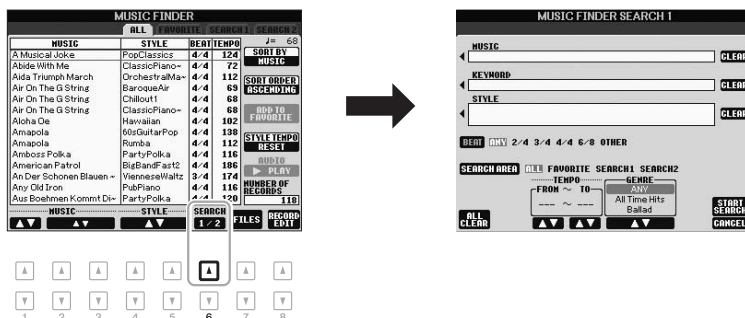 MUSIC FINDER
ALL FAVORITE SEARCH 1 SEARCH 2
MUSIC STYLE BEAT TEMPO
♩= 68
A Musical Joke PopClassics 4/4 124
Abide With Me ClassicPiano~ 4/4 72
Aida Triumph March OrchestralMa~ 4/4 112
Air On The G String BaroqueAir 4/4 69
Air On The G String Chillout1 4/4 68
Air On The G String ClassicPiano~ 4/4 68
Aloha Oe Hawaiian 4/4 102
Amapola 60sGuitarPop 4/4 138
Amapola Rumba 4/4 112
Amboss Polka PartyPolka 4/4 116
American Patrol BigBandFast2 4/4 186
An Der Schonen Blauen ~ VienneseWaltz 3/4 174
Any Old Iron PubPiano 4/4 116
Aus Boehmen Kommt Di~ PartyPolka 4/4 120
SORT BY
MUSIC
SORT ORDER
ASCENDING
ADD TO
FAVORITE
STYLE TEMPO
RESET
AUDIO
▶ PLAY
NUMBER OF
RECORDS
118
MUSIC STYLE SEARCH
▲▼ ▲▼ ▲▼ 1/2 FILES RECORD
EDIT
1 2 3 4 5 6 7 8
MUSIC FINDER SEARCH 1
MUSIC
CLEAR
KEYWORD
CLEAR
STYLE
CLEAR
BEAT ANY 2/4 3/4 4/4 6/8 OTHER
SEARCH AREA ALL FAVORITE SEARCH1 SEARCH2
TEMPO GENRE
FROM ~ TO
--- ~ ---
ANY
All Time Hits
Ballad
ALL
CLEAR
▲▼ ▲▼ ▲▼
START
SEARCH
CANCEL